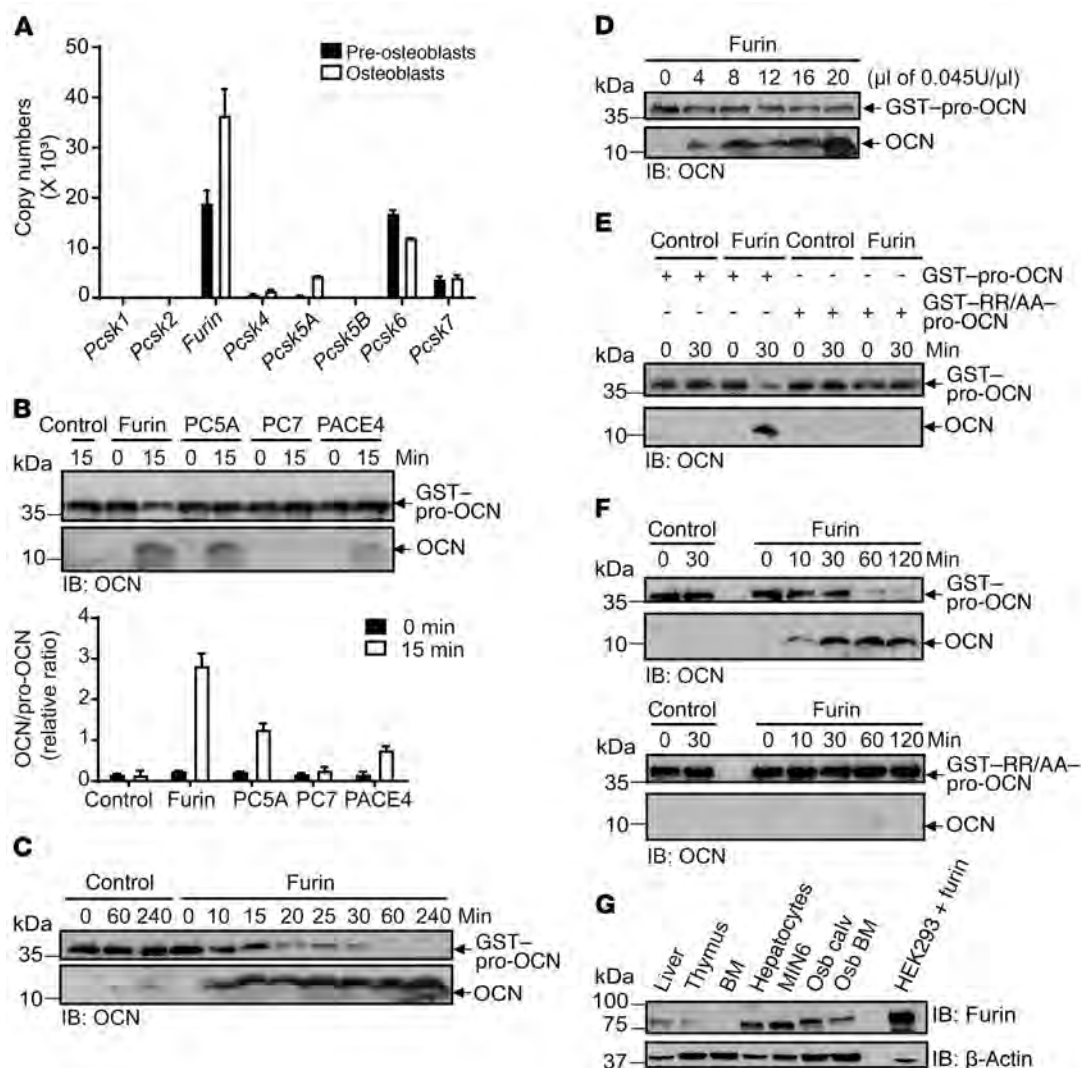 A
50
40
30
20
10
0
Copy numbers
(X 10³)
Pre-osteoblasts
Osteoblasts
Pcsk1 Pcsk2 Furin Pcsk4 Pcsk5A Pcsk5B Pcsk6 Pcsk7
B
Control Furin PC5A PC7 PACE4
15 0 15 0 15 0 15 0 15 Min
kDa
35
GST–
pro-OCN
10
OCN
IB: OCN
4
3
2
1
0
OCN/pro-OCN
(relative ratio)
0 min
15 min
Control Furin PC5A PC7 PACE4
C
Control Furin
0 60 240 0 10 15 20 25 30 60 240 Min
kDa
35
GST–
pro-OCN
10
OCN
IB: OCN
D
Furin
0 4 8 12 16 20 (µl of 0.045U/µl)
kDa
35
GST–pro-OCN
10
OCN
IB: OCN
E
Control Furin Control Furin
+ + + + - - - - GST–pro-OCN
- - - - + + + + GST–RR/AA–
pro-OCN
0 30 0 30 0 30 0 30 Min
kDa
35
GST–
pro-OCN
10
OCN
IB: OCN
F
Control Furin
0 30 0 10 30 60 120 Min
kDa
35
GST–
pro-OCN
10
OCN
IB: OCN
Control Furin
0 30 0 10 30 60 120 Min
kDa
35
GST–RR/AA–
pro-OCN
10
OCN
IB: OCN
G
Liver Thymus BM Hepatocytes MIN6 Osb calv Osb BM HEK293 + furin
kDa
100
75
IB: Furin
37
IB: β-Actin